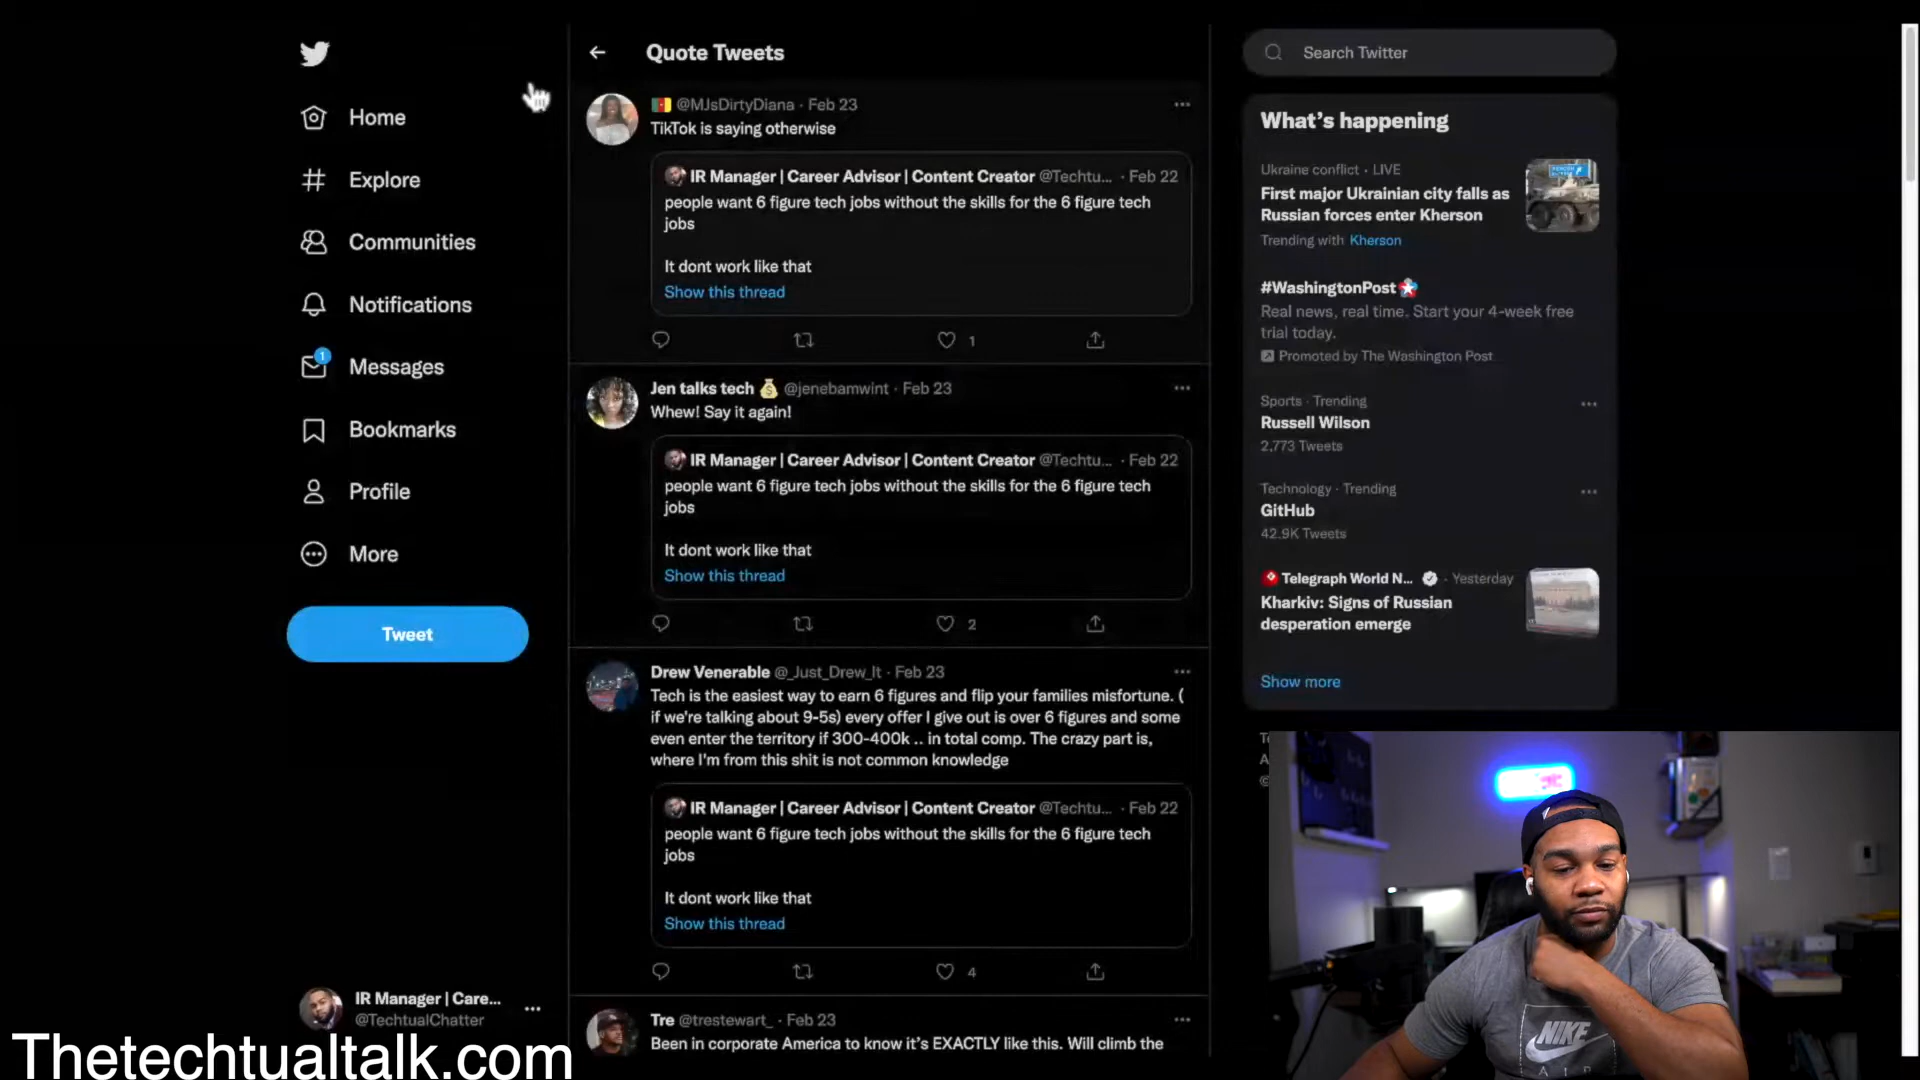 Home
Explore
Communities
Notifications
1
Messages
Bookmarks
Profile
More
Tweet
IR Manager | Care...
@TechtualChatter
Thetechtualtalk.com
Quote Tweets
@MJsDirtyDiana · Feb 23
TikTok is saying otherwise
IR Manager | Career Advisor | Content Creator @Techtu... · Feb 22
people want 6 figure tech jobs without the skills for the 6 figure tech
jobs
It dont work like that
Show this thread
1
Jen talks tech 💰 @jenebamwint · Feb 23
Whew! Say it again!
IR Manager | Career Advisor | Content Creator @Techtu... · Feb 22
people want 6 figure tech jobs without the skills for the 6 figure tech
jobs
It dont work like that
Show this thread
2
Drew Venerable @_Just_Drew_It · Feb 23
Tech is the easiest way to earn 6 figures and flip your families misfortune. (
if we're talking about 9-5s) every offer I give out is over 6 figures and some
even enter the territory if 300-400k .. in total comp. The crazy part is,
where I'm from this shit is not common knowledge
IR Manager | Career Advisor | Content Creator @Techtu... · Feb 22
people want 6 figure tech jobs without the skills for the 6 figure tech
jobs
It dont work like that
Show this thread
4
Tre @trestewart_ · Feb 23
Been in corporate America to know it's EXACTLY like this. Will climb the
Search Twitter
What's happening
Ukraine conflict · LIVE
First major Ukrainian city falls as
Russian forces enter Kherson
Trending with Kherson
#WashingtonPost
Real news, real time. Start your 4-week free
trial today.
Promoted by The Washington Post
Sports · Trending
Russell Wilson
2,773 Tweets
Technology · Trending
GitHub
42.9K Tweets
Telegraph World N... · Yesterday
Kharkiv: Signs of Russian
desperation emerge
Show more
NIKE
AIR